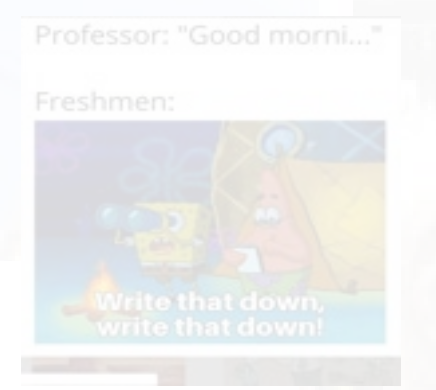 Professor: "Good morni..."
Freshmen:
Write that down,
write that down!